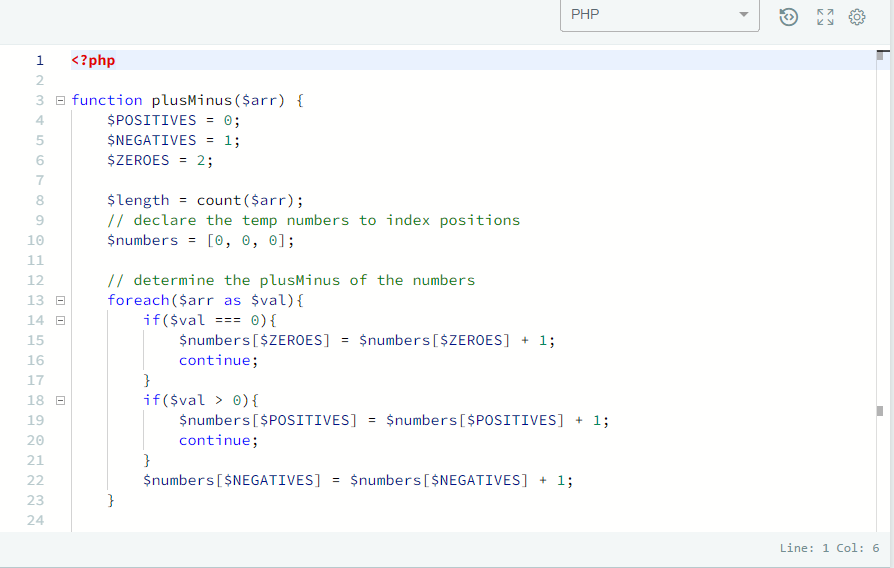 PHP
1 <?php
2
3 function plusMinus($arr) {
4     $POSITIVES = 0;
5     $NEGATIVES = 1;
6     $ZEROES = 2;
7
8     $length = count($arr);
9     // declare the temp numbers to index positions
10     $numbers = [0, 0, 0];
11
12     // determine the plusMinus of the numbers
13     foreach($arr as $val){
14         if($val === 0){
15             $numbers[$ZEROES] = $numbers[$ZEROES] + 1;
16             continue;
17         }
18         if($val > 0){
19             $numbers[$POSITIVES] = $numbers[$POSITIVES] + 1;
20             continue;
21         }
22         $numbers[$NEGATIVES] = $numbers[$NEGATIVES] + 1;
23     }
24
Line: 1 Col: 6